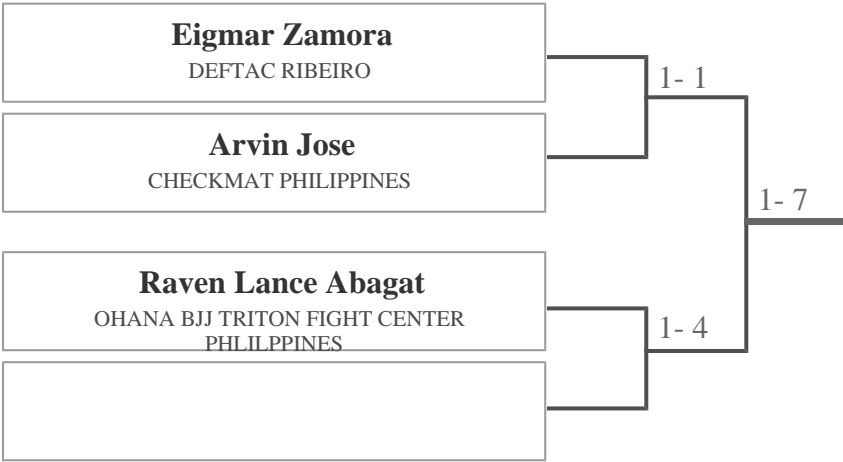 Eigmar Zamora
DEFTAC RIBEIRO
1- 1
Arvin Jose
CHECKMAT PHILIPPINES
1- 7
Raven Lance Abagat
OHANA BJJ TRITON FIGHT CENTER
PHLILPPINES
1- 4